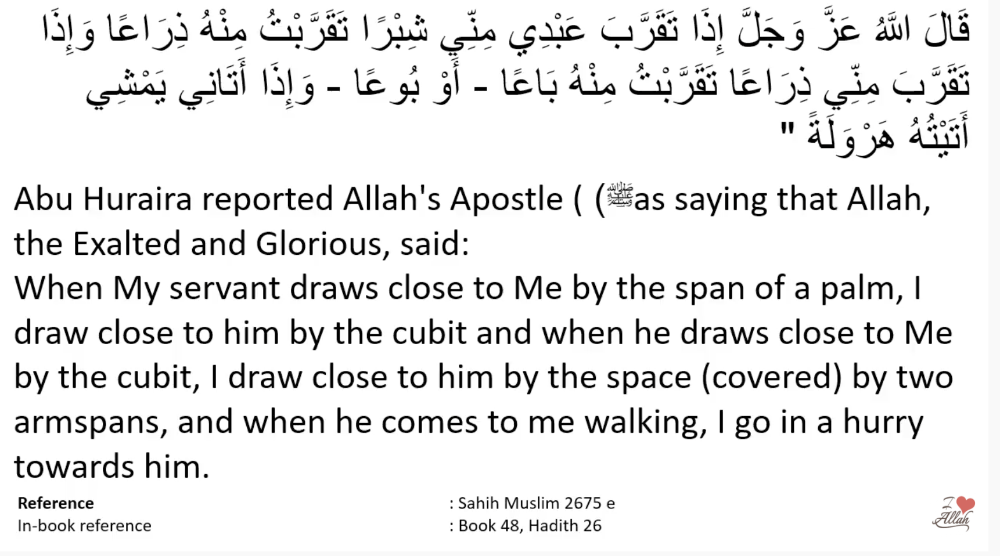 قَالَ اللَّهُ عَزَّ وَجَلَّ إِذَا تَقَرَّبَ عَبْدِي مِنِّي شِبْرًا تَقَرَّبْتُ مِنْهُ ذِرَاعًا وَإِذَا
تَقَرَّبَ مِنِّي ذِرَاعًا تَقَرَّبْتُ مِنْهُ بَاعًا - أَوْ بُوعًا - وَإِذَا أَتَانِي يَمْشِي
أَتَيْتُهُ هَرْوَلَةً "
Abu Huraira reported Allah's Apostle ( (ﷺas saying that Allah,
the Exalted and Glorious, said:
When My servant draws close to Me by the span of a palm, I
draw close to him by the cubit and when he draws close to Me
by the cubit, I draw close to him by the space (covered) by two
armspans, and when he comes to me walking, I go in a hurry
towards him.
Reference : Sahih Muslim 2675 e
In-book reference : Book 48, Hadith 26
I
Allah